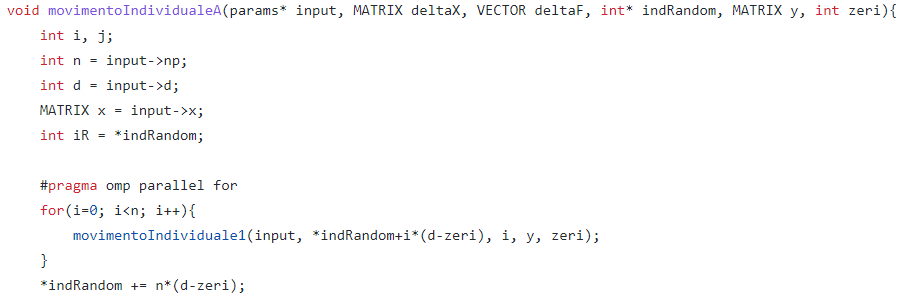 void movimentoIndividualeA(params* input, MATRIX deltaX, VECTOR deltaF, int* indRandom, MATRIX y, int zeri){
    int i, j;
    int n = input->np;
    int d = input->d;
    MATRIX x = input->x;
    int iR = *indRandom;

    #pragma omp parallel for
    for(i=0; i<n; i++){
        movimentoIndividuale1(input, *indRandom+i*(d-zeri), i, y, zeri);
    }
    *indRandom += n*(d-zeri);